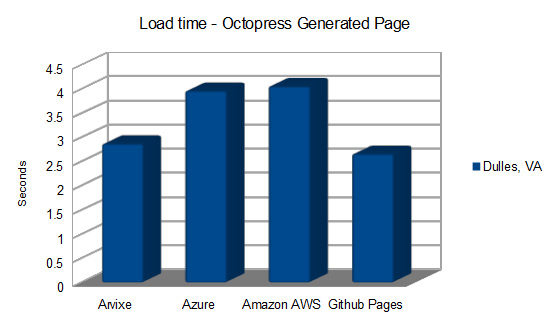 Load time - Octopress Generated Page
4.5
4
3.5
3
2.5
2
1.5
1
0.5
0
Seconds
Arvixe Azure Amazon AWS Github Pages
Dulles, VA